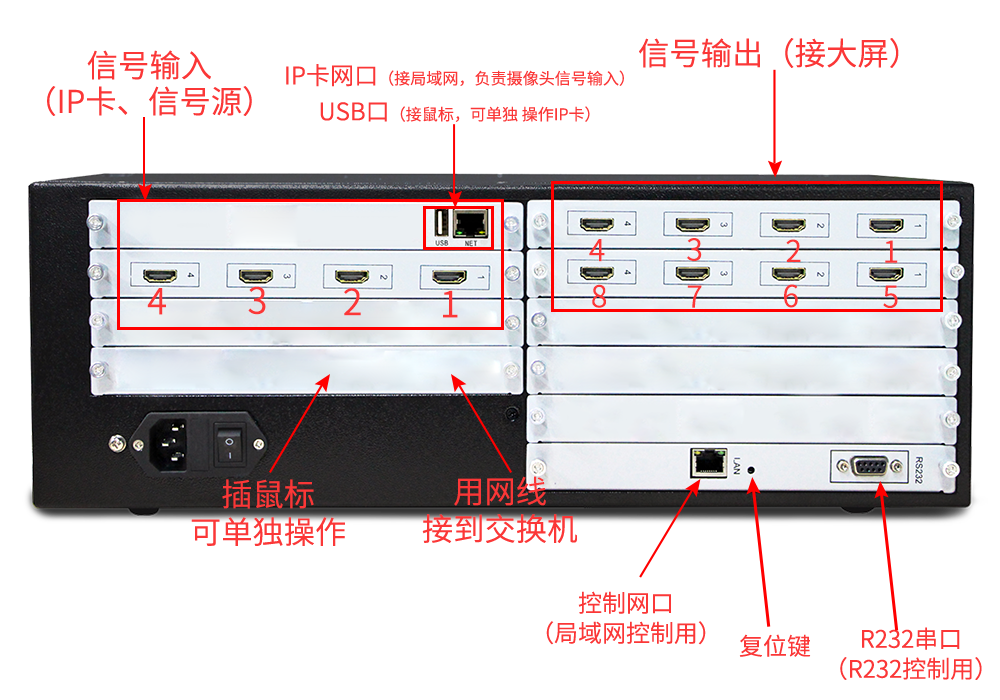 信号输入
（IP卡、信号源）
IP卡网口（接局域网，负责摄像头信号输入）
USB口（接鼠标，可单独 操作IP卡）
信号输出（接大屏）
USB NET
4 3 2 1
4 3 2 1
4 3 2 1
4 3 2 1
4 3 2 1
8 7 6 5
LAN
RS232
插鼠标
可单独操作
用网线
接到交换机
控制网口
（局域网控制用）
复位键
R232串口
（R232控制用）